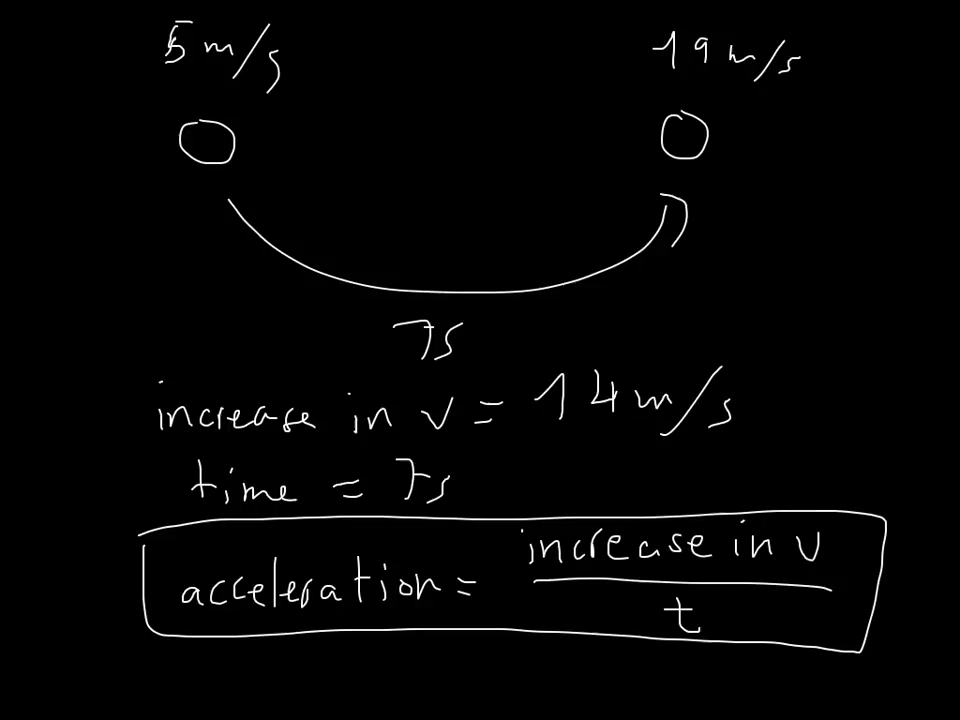 5 m/s
19 m/s
7s
increase in v = 14 m/s
time = 7s
acceleration = increase in v / t